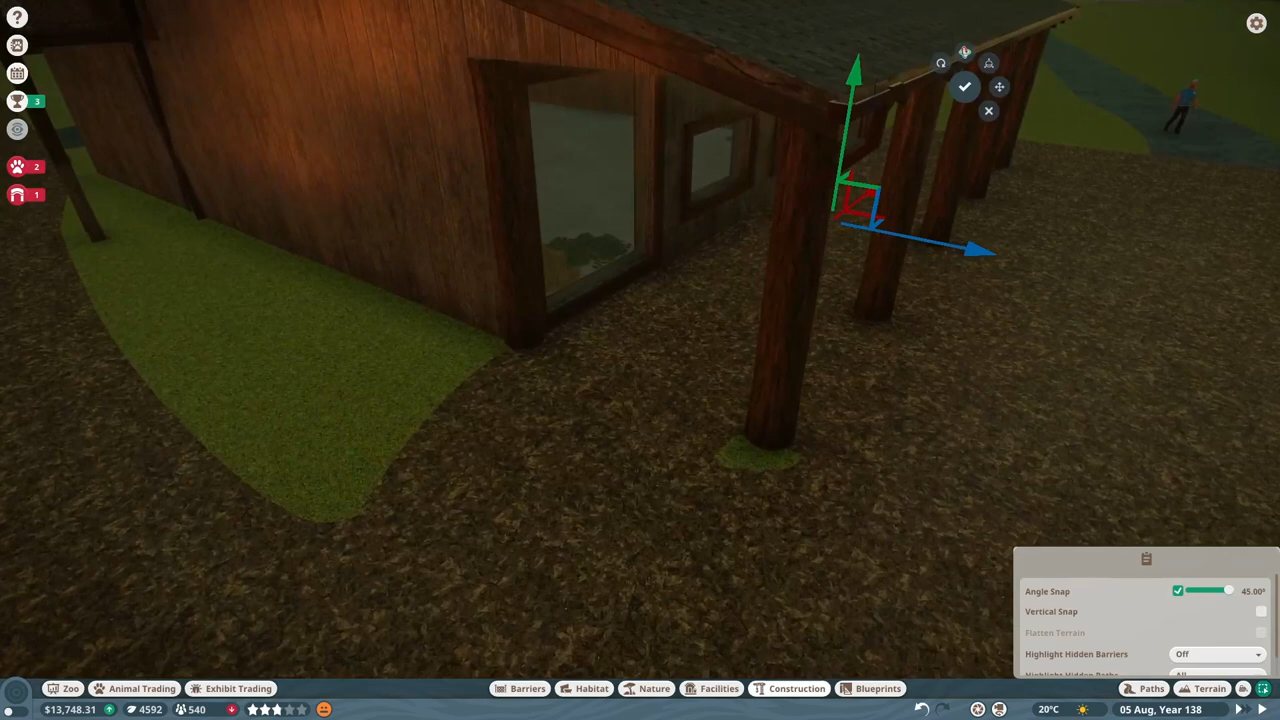 ?
3
2
1
Angle Snap 45.00°
Vertical Snap
Flatten Terrain
Highlight Hidden Barriers Off
Zoo Animal Trading Exhibit Trading Barriers Habitat Nature Facilities Construction Blueprints Paths Terrain
$13,748.31 4592 540 20°C 05 Aug, Year 138